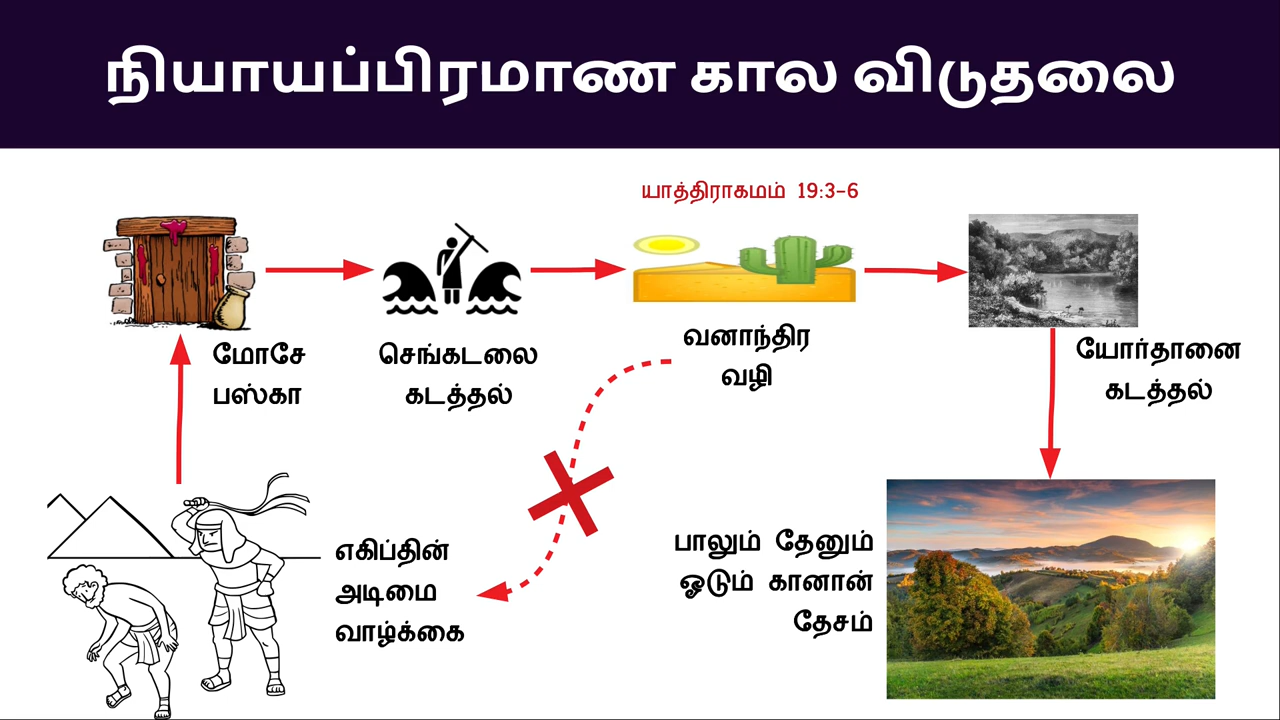 நியாயப்பிரமாண கால விடுதலை
யாத்திராகமம் 19:3-6
மோசே
பஸ்கா
செங்கடலை
கடத்தல்
வனாந்திர
வழி
யோர்தானை
கடத்தல்
எகிப்தின்
அடிமை
வாழ்க்கை
பாலும் தேனும்
ஓடும் கானான்
தேசம்